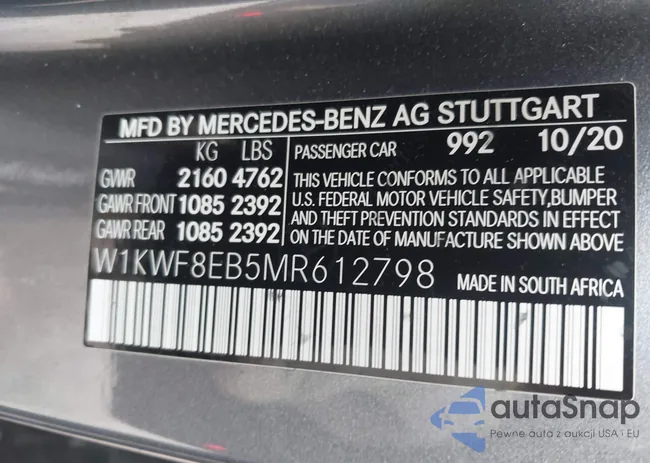 MFD BY MERCEDES-BENZ AG STUTTGART
KG LBS PASSENGER CAR 992 10/20
GVWR 2160 4762 THIS VEHICLE CONFORMS TO ALL APPLICABLE
GAWR FRONT 1085 2392 U.S. FEDERAL MOTOR VEHICLE SAFETY,BUMPER
GAWR REAR 1085 2392 AND THEFT PREVENTION STANDARDS IN EFFECT
ON THE DATE OF MANUFACTURE SHOWN ABOVE
W1KWF8EB5MR612798 MADE IN SOUTH AFRICA
autaSnap
Pewne auta z aukcji USA i EU